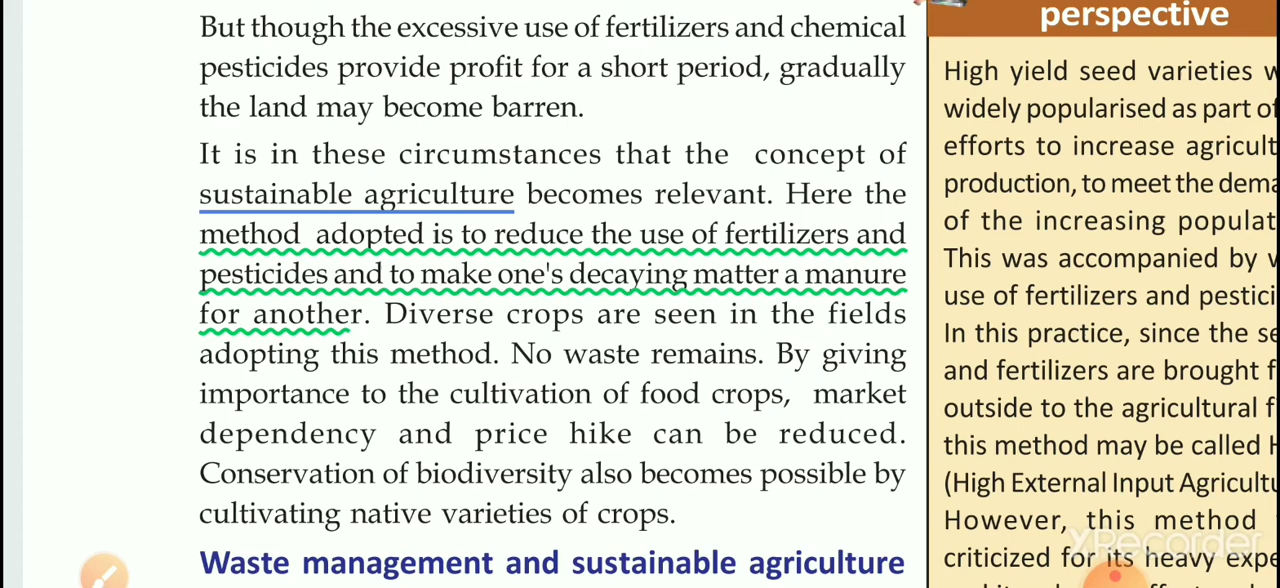 But though the excessive use of fertilizers and chemical
pesticides provide profit for a short period, gradually
the land may become barren.
It is in these circumstances that the concept of
sustainable agriculture becomes relevant. Here the
method adopted is to reduce the use of fertilizers and
pesticides and to make one's decaying matter a manure
for another. Diverse crops are seen in the fields
adopting this method. No waste remains. By giving
importance to the cultivation of food crops, market
dependency and price hike can be reduced.
Conservation of biodiversity also becomes possible by
cultivating native varieties of crops.
Waste management and sustainable agriculture
perspective
High yield seed varieties w
widely popularised as part of
efforts to increase agricult
production, to meet the dema
of the increasing populat
This was accompanied by v
use of fertilizers and pestici
In this practice, since the se
and fertilizers are brought f
outside to the agricultural f
this method may be called H
(High External Input Agricultu
However, this method
criticized for its heavy expe
XRecorder